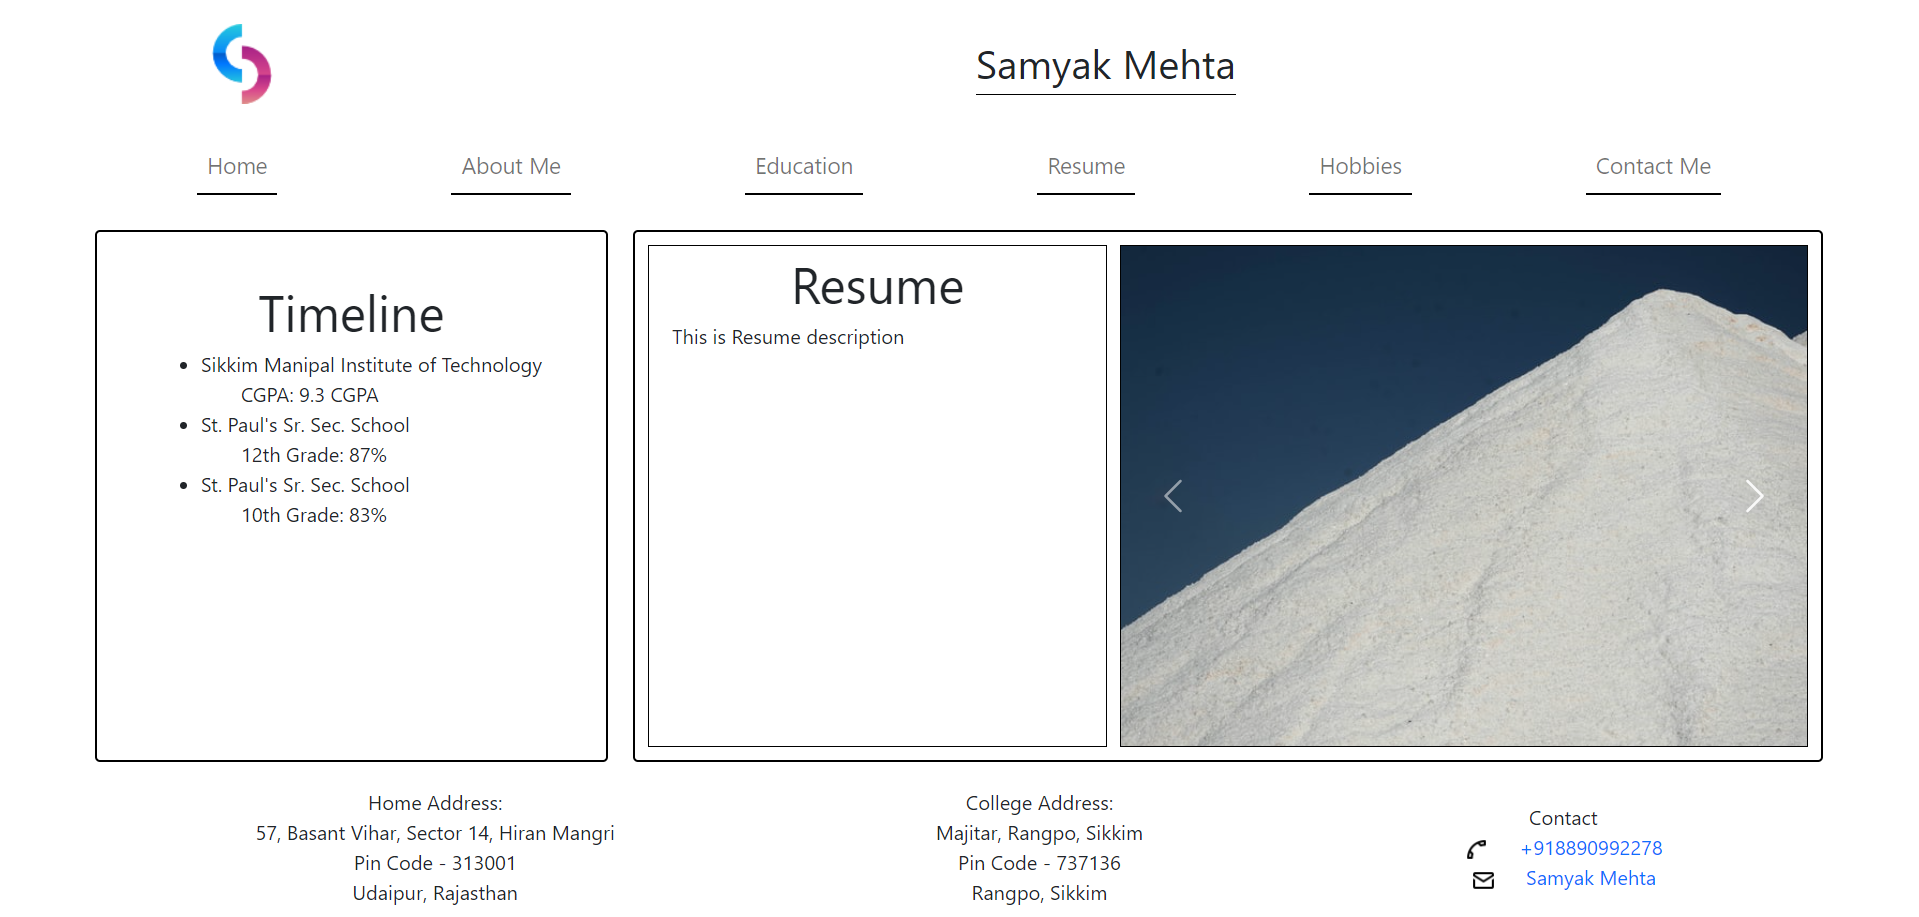 Samyak Mehta
Home
About Me
Education
Resume
Hobbies
Contact Me
Timeline
Sikkim Manipal Institute of Technology
CGPA: 9.3 CGPA
St. Paul's Sr. Sec. School
12th Grade: 87%
St. Paul's Sr. Sec. School
10th Grade: 83%
Resume
This is Resume description
Home Address:
57, Basant Vihar, Sector 14, Hiran Mangri
Pin Code - 313001
Udaipur, Rajasthan
College Address:
Majitar, Rangpo, Sikkim
Pin Code - 737136
Rangpo, Sikkim
Contact
+918890992278
Samyak Mehta